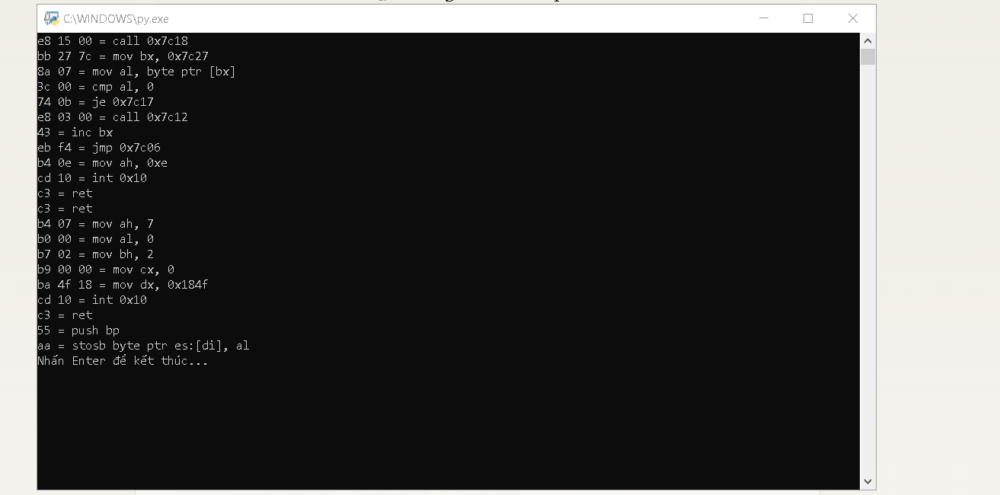 C:\WINDOWS\py.exe
e8 15 00 = call 0x7c18
bb 27 7c = mov bx, 0x7c27
8a 07 = mov al, byte ptr [bx]
3c 00 = cmp al, 0
74 0b = je 0x7c17
e8 03 00 = call 0x7c12
43 = inc bx
eb f4 = jmp 0x7c06
b4 0e = mov ah, 0xe
cd 10 = int 0x10
c3 = ret
c3 = ret
b4 07 = mov ah, 7
b0 00 = mov al, 0
b7 02 = mov bh, 2
b9 00 00 = mov cx, 0
ba 4f 18 = mov dx, 0x184f
cd 10 = int 0x10
c3 = ret
55 = push bp
aa = stosb byte ptr es:[di], al
Nhấn Enter để kết thúc...